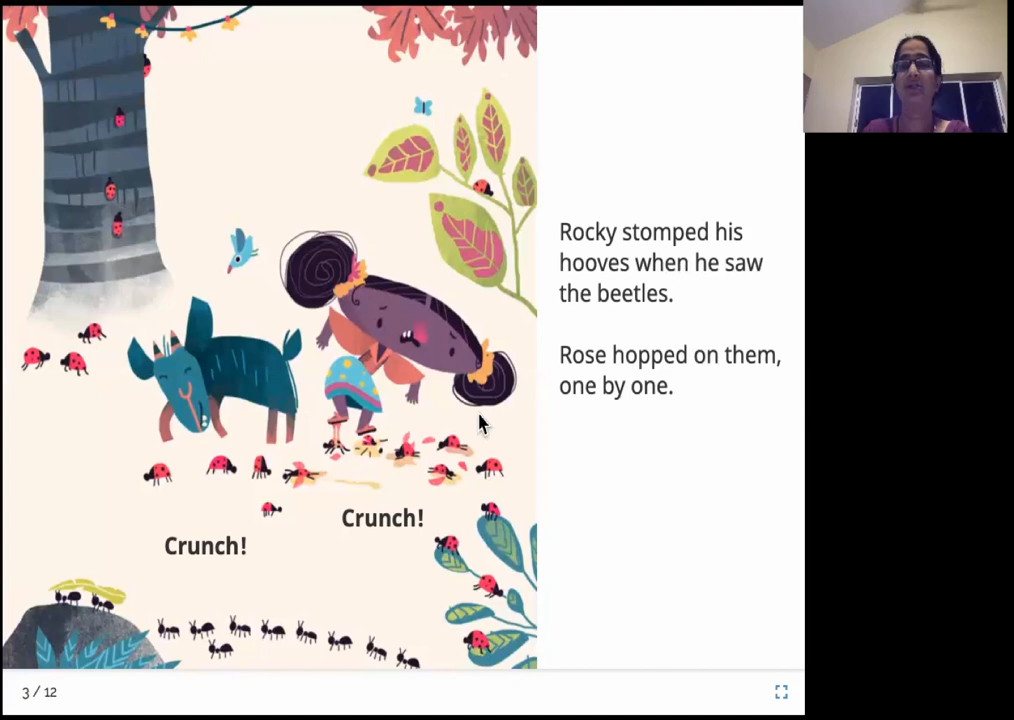 Rocky stomped his
hooves when he saw
the beetles.
Rose hopped on them,
one by one.
Crunch!
Crunch!
3 / 12